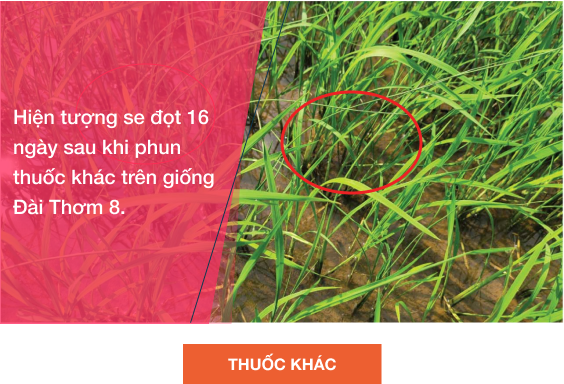 Hiện tượng se đọt 16
ngày sau khi phun
thuốc khác trên giống
Đài Thơm 8.
THUỐC KHÁC